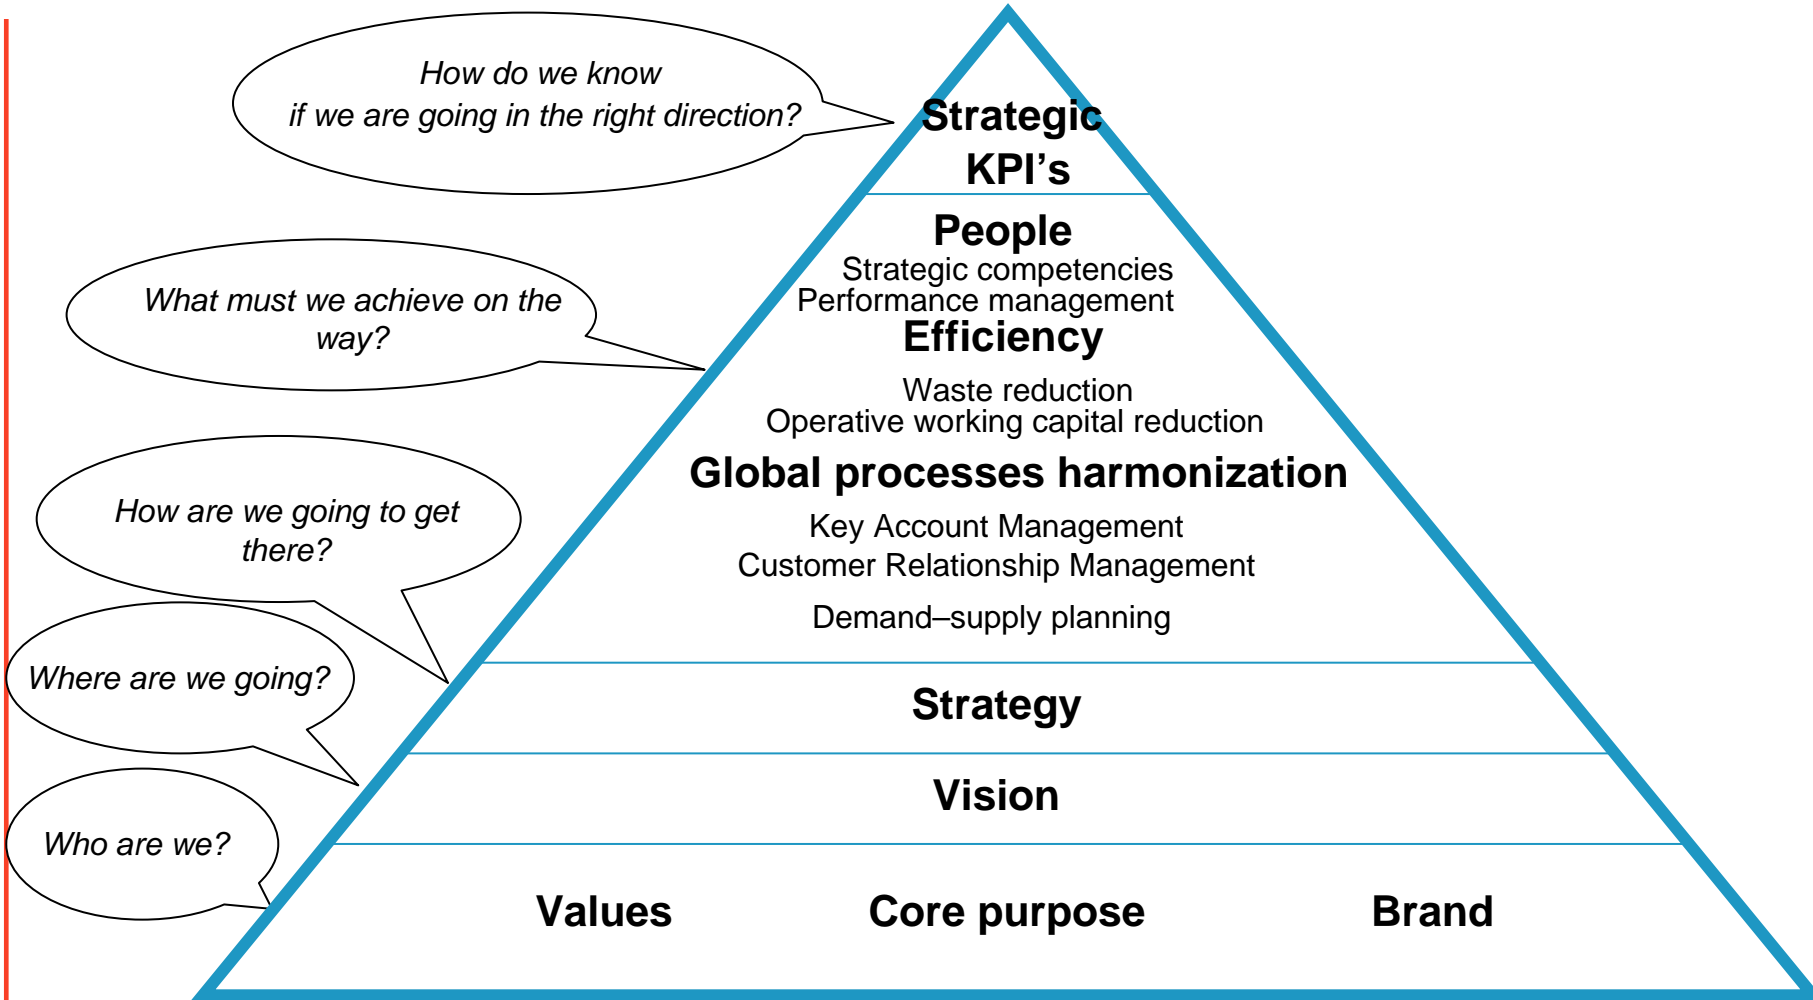 How do we know
if we are going in the right direction?
Strategic
KPI’s
People
Strategic competencies
Performance management
What must we achieve on the
way?
Efficiency
Waste reduction
Operative working capital reduction
Global processes harmonization
Key Account Management
Customer Relationship Management
Demand–supply planning
How are we going to get
there?
Strategy
Where are we going?
Vision
Who are we?
Values Core purpose Brand